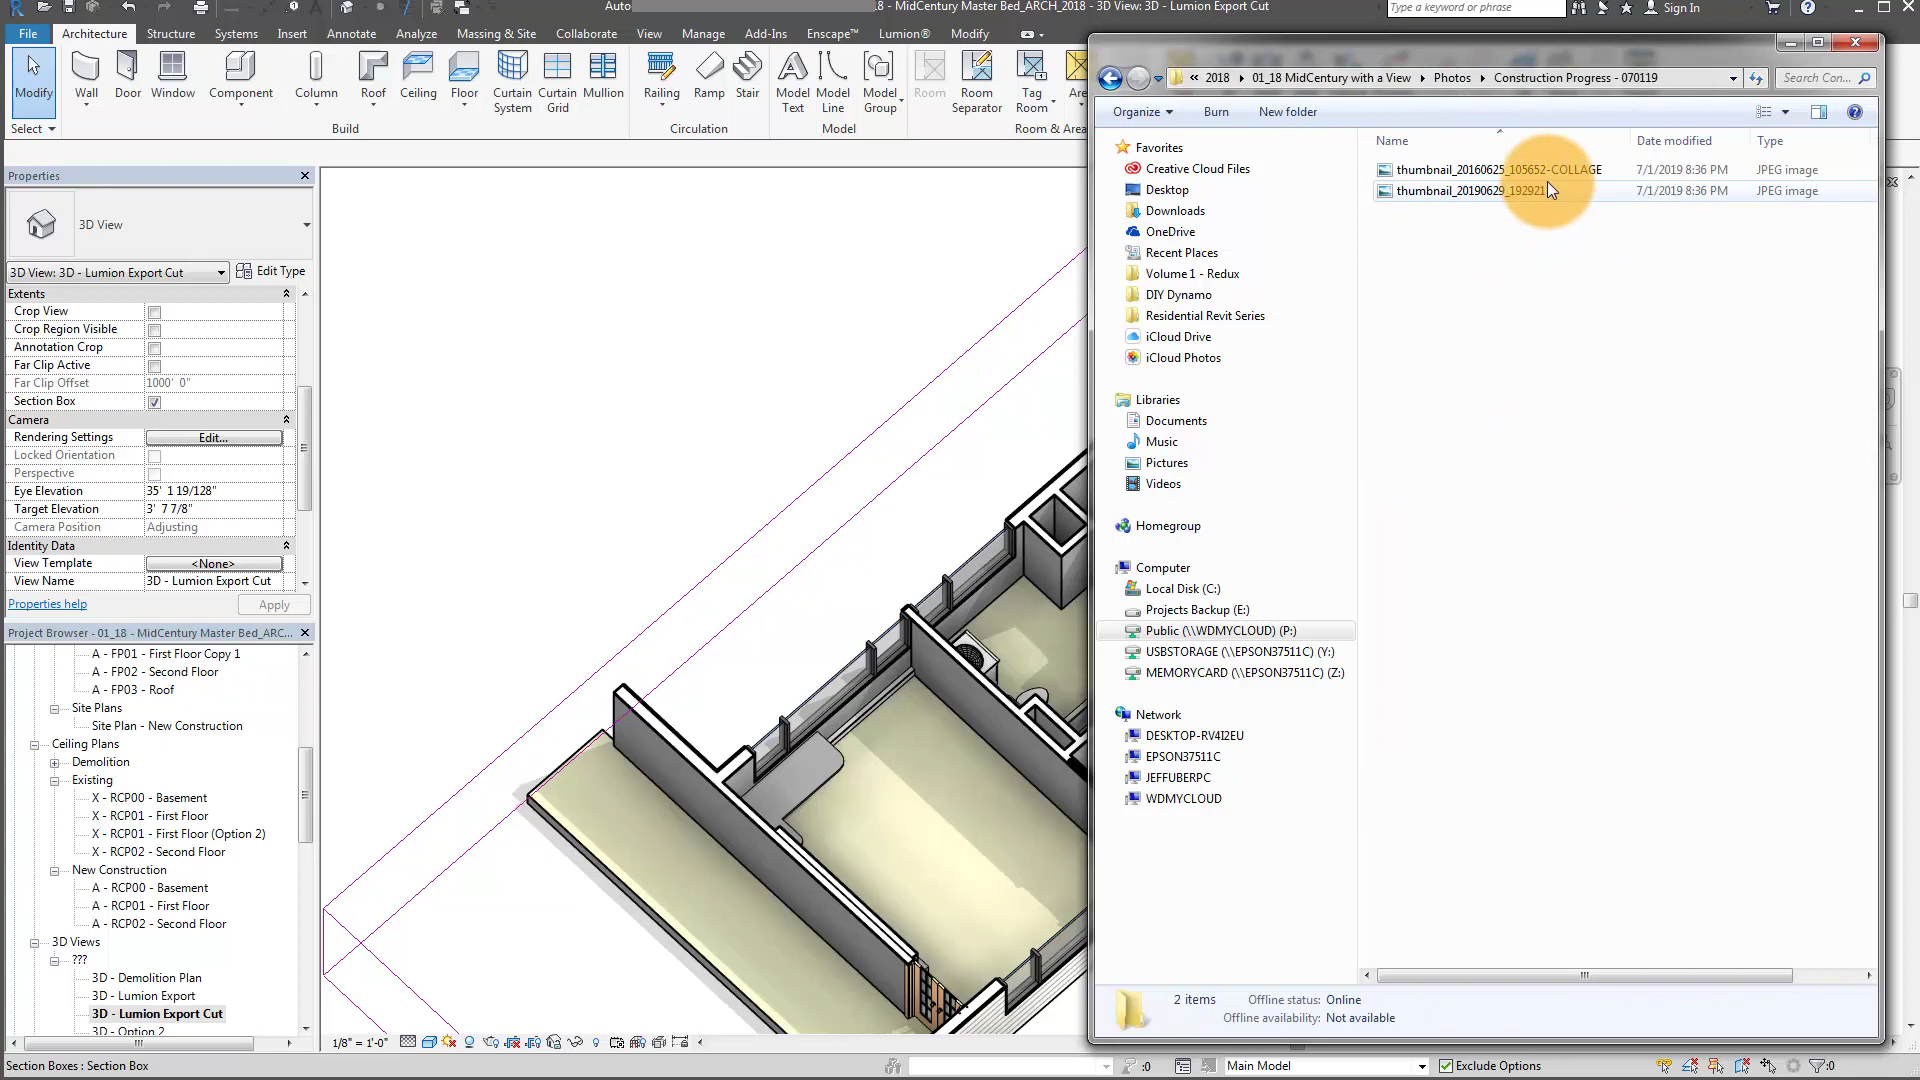 Auto
18 - MidCentury Master Bed_ARCH_2018 - 3D View: 3D - Lumion Export Cut
Type a keyword or phrase
Sign In
File Architecture Structure Systems Insert Annotate Analyze Massing & Site Collaborate View Manage Add-Ins Enscape™ Lumion® Modify
Modify
Wall
Door
Window
Component
Column
Roof
Ceiling
Floor
Curtain System
Curtain Grid
Mullion
Railing
Ramp
Stair
Model Text
Model Line
Model Group
Room
Room Separator
Tag Room
Select
Build
Circulation
Model
Room & Area
Properties
3D View
3D View: 3D - Lumion Export Cut
Edit Type
Extents
Crop View
Crop Region Visible
Annotation Crop
Far Clip Active
Far Clip Offset 1000' 0"
Section Box
Camera
Rendering Settings Edit...
Locked Orientation
Perspective
Eye Elevation 35' 1 19/128"
Target Elevation 3' 7 7/8"
Camera Position Adjusting
Identity Data
View Template <None>
View Name 3D - Lumion Export Cut
Properties help
Apply
Project Browser - 01_18 - MidCentury Master Bed_ARC...
A - FP01 - First Floor Copy 1
A - FP02 - Second Floor
A - FP03 - Roof
Site Plans
Site Plan - New Construction
Ceiling Plans
Demolition
Existing
X - RCP00 - Basement
X - RCP01 - First Floor
X - RCP01 - First Floor (Option 2)
X - RCP02 - Second Floor
New Construction
A - RCP00 - Basement
A - RCP01 - First Floor
A - RCP02 - Second Floor
3D Views
???
3D - Demolition Plan
3D - Lumion Export
3D - Lumion Export Cut
3D - Option 2
1/8" = 1'-0"
Section Boxes : Section Box
:0
Main Model
Exclude Options
:0
2018
01_18 MidCentury with a View
Photos
Construction Progress - 070119
Search Con...
Organize
Burn
New folder
Name
Date modified
Type
thumbnail_20160625_105652-COLLAGE 7/1/2019 8:36 PM JPEG image
thumbnail_20190629_192921 7/1/2019 8:36 PM JPEG image
Favorites
Creative Cloud Files
Desktop
Downloads
OneDrive
Recent Places
Volume 1 - Redux
DIY Dynamo
Residential Revit Series
iCloud Drive
iCloud Photos
Libraries
Documents
Music
Pictures
Videos
Homegroup
Computer
Local Disk (C:)
Projects Backup (E:)
Public (\\WDMYCLOUD) (P:)
USBSTORAGE (\\EPSON37511C) (Y:)
MEMORYCARD (\\EPSON37511C) (Z:)
Network
DESKTOP-RV4I2EU
EPSON37511C
JEFFUBERPC
WDMYCLOUD
2 items
Offline status: Online
Offline availability: Not available